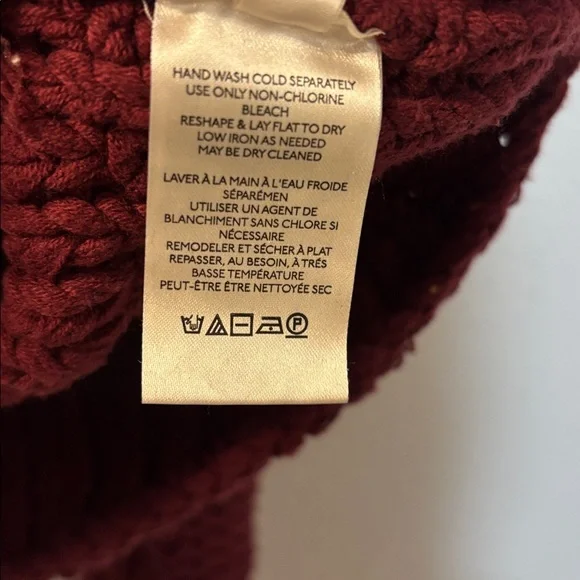 HAND WASH COLD SEPARATELY
USE ONLY NON-CHLORINE
BLEACH
RESHAPE & LAY FLAT TO DRY
LOW IRON AS NEEDED
MAY BE DRY CLEANED
LAVER À LA MAIN À L'EAU FROIDE
SÉPARÉMEN
UTILISER UN AGENT DE
BLANCHIMENT SANS CHLORE SI
NÉCESSAIRE
REMODELER ET SÉCHER À PLAT
REPASSER, AU BESOIN, À TRÉS
BASSE TEMPÉRATURE
PEUT-ÊTRE ÊTRE NETTOYÉE SEC
P